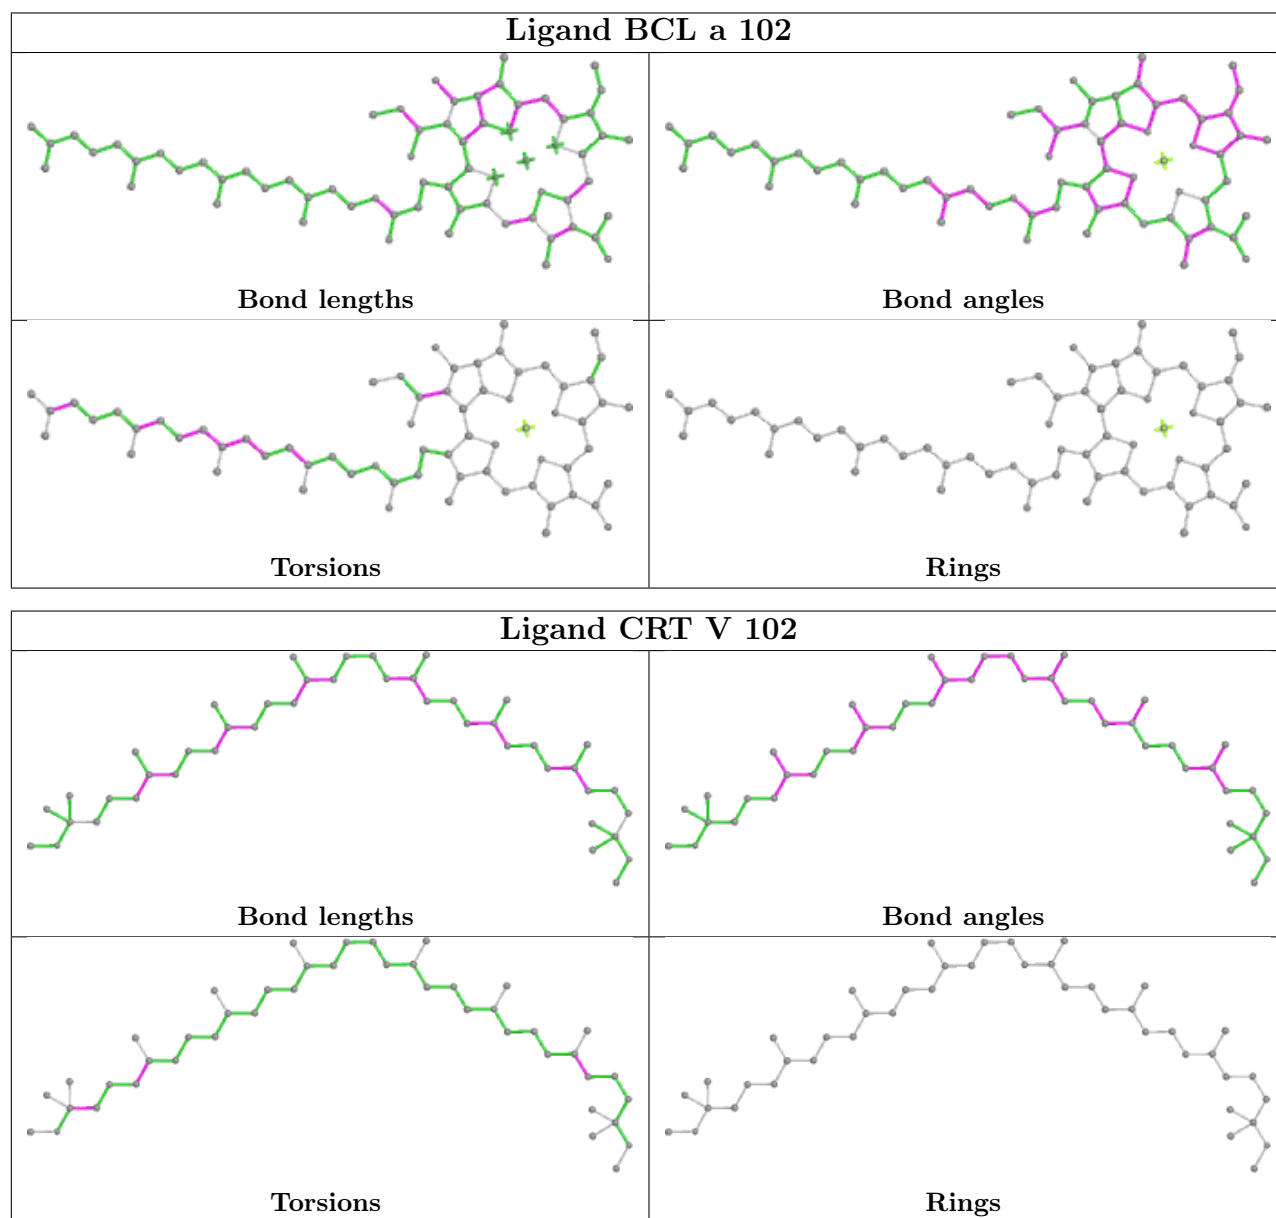 Ligand BCL a 102
Bond lengths
Bond angles
Torsions
Rings
Ligand CRT V 102
Bond lengths
Bond angles
Torsions
Rings